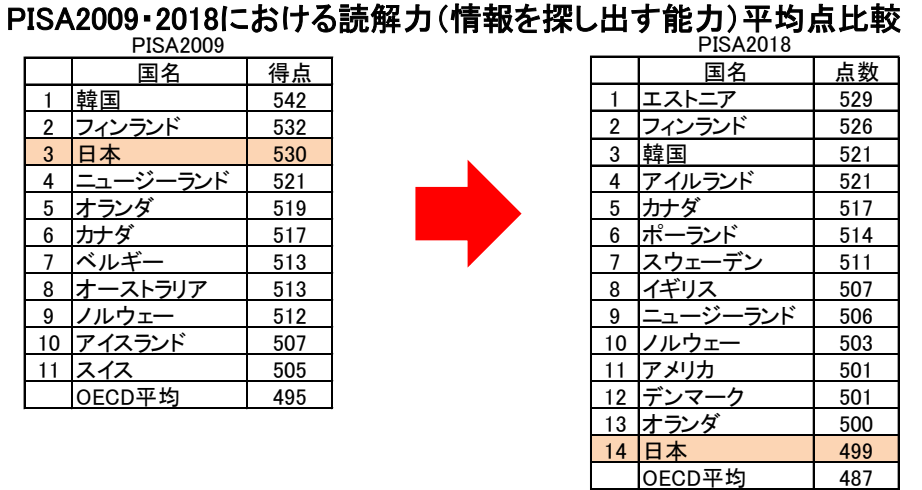 PISA2009・2018における読解力(情報を探し出す能力)平均点比較
PISA2009
国名 得点
1 韓国 542
2 フィンランド 532
3 日本 530
4 ニュージーランド 521
5 オランダ 519
6 カナダ 517
7 ベルギー 513
8 オーストラリア 513
9 ノルウェー 512
10 アイスランド 507
11 スイス 505
OECD平均 495
PISA2018
国名 点数
1 エストニア 529
2 フィンランド 526
3 韓国 521
4 アイルランド 521
5 カナダ 517
6 ポーランド 514
7 スウェーデン 511
8 イギリス 507
9 ニュージーランド 506
10 ノルウェー 503
11 アメリカ 501
12 デンマーク 501
13 オランダ 500
14 日本 499
OECD平均 487